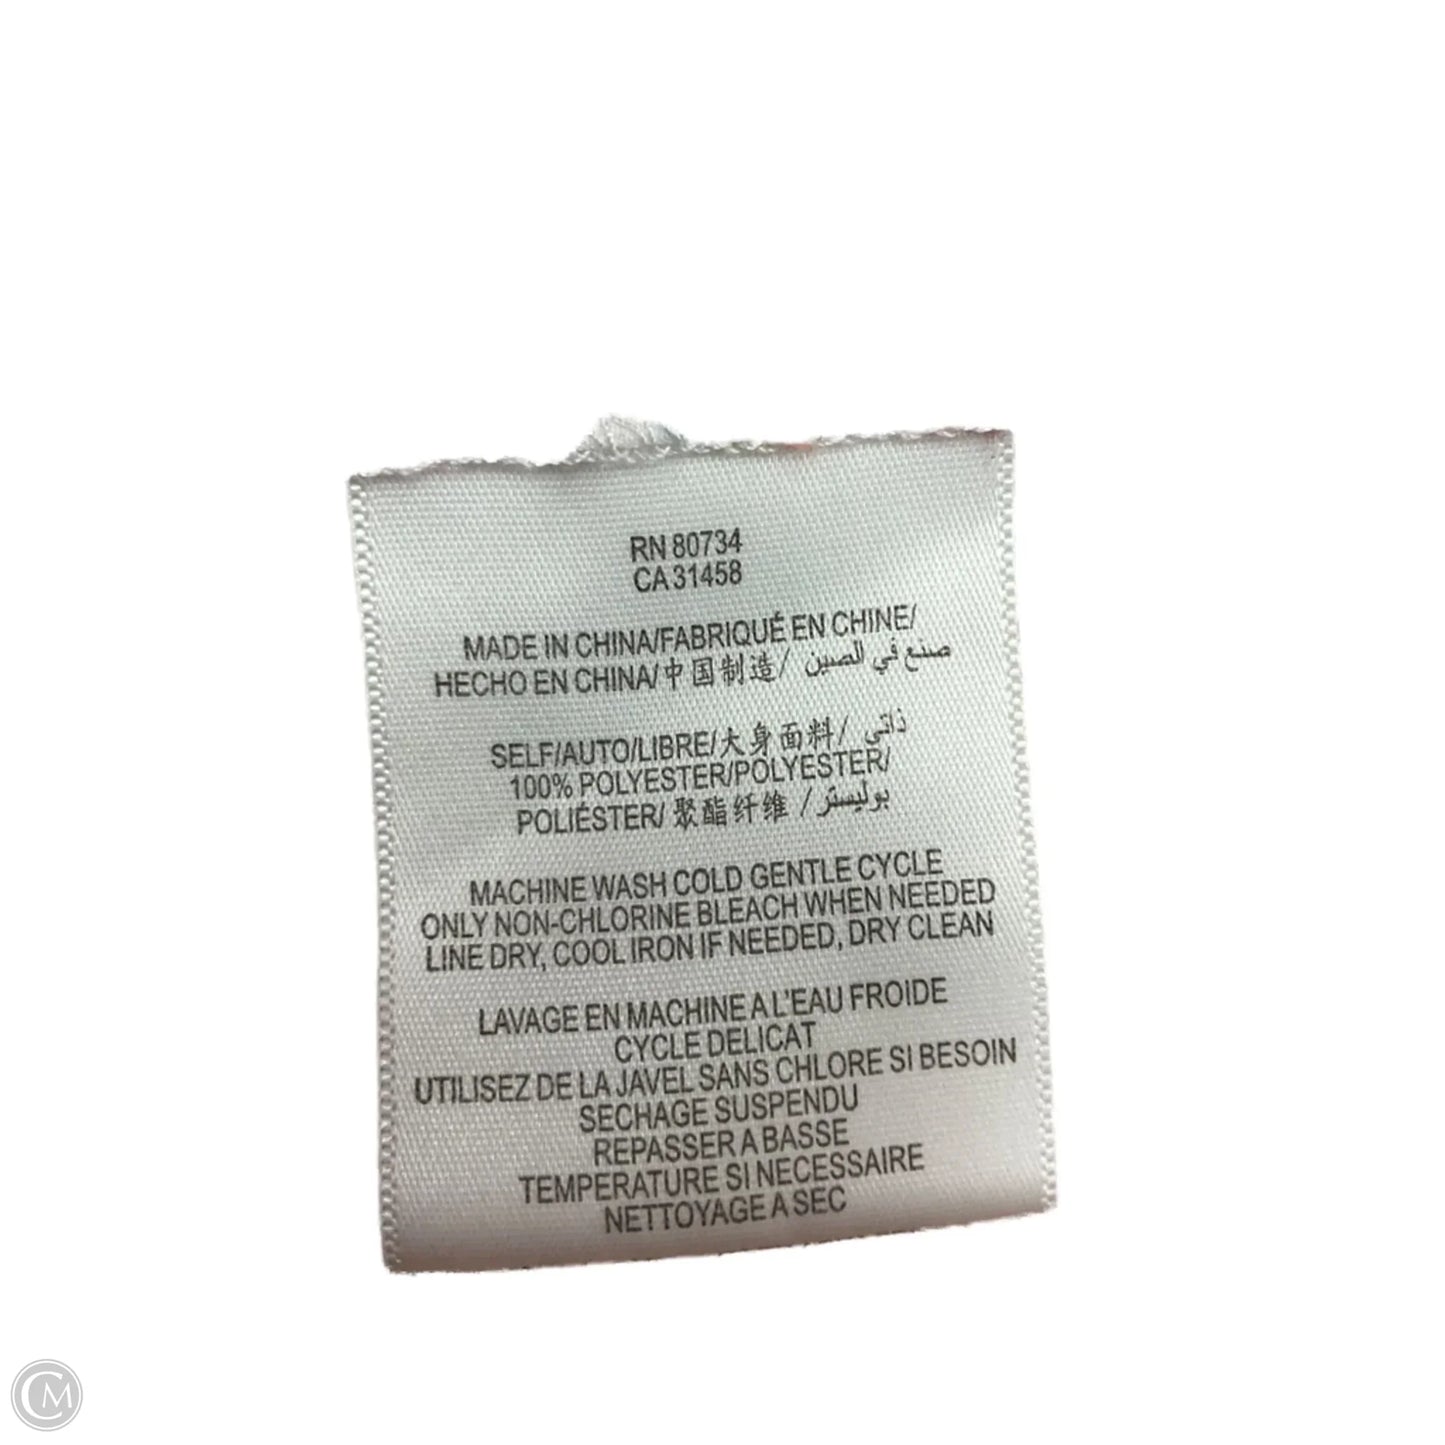 RN 80734
CA 31458
MADE IN CHINA/FABRIQUÉ EN CHINE/
HECHO EN CHINA/中国制造/ صنع في الصين
SELF/AUTO/LIBRE/大身面料/ ذاتي
100% POLYESTER/POLYESTER/
POLIÉSTER/ 聚酯纤维 / بوليستر
MACHINE WASH COLD GENTLE CYCLE
ONLY NON-CHLORINE BLEACH WHEN NEEDED
LINE DRY, COOL IRON IF NEEDED, DRY CLEAN
LAVAGE EN MACHINE A L'EAU FROIDE
CYCLE DELICAT
UTILISEZ DE LA JAVEL SANS CHLORE SI BESOIN
SECHAGE SUSPENDU
REPASSER A BASSE
TEMPERATURE SI NECESSAIRE
NETTOYAGE A SEC
CM